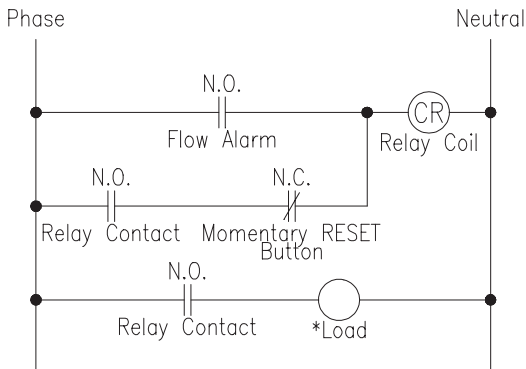 Phase Neutral
N.O.
CR
Flow Alarm Relay Coil
N.O. N.C.
Relay Contact Momentary RESET
Button
N.O.
Relay Contact *Load